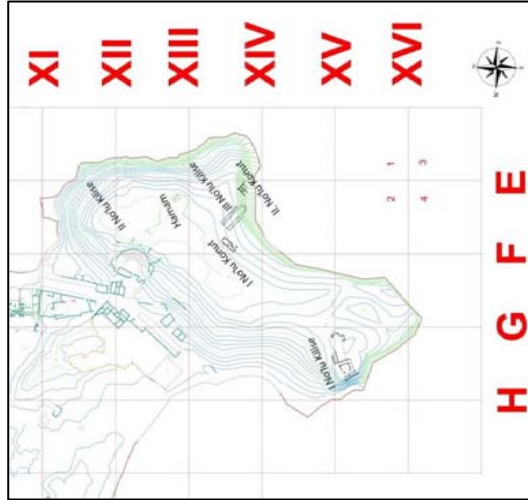 XI
XII
XIII
XIV
XV
XVI
E
F
G
H
1
2
3
4
II No'lu Kilise
Hamam
III No'lu Kilise
II. No'lu Konut
I No'lu Konut
I No'lu Kilise